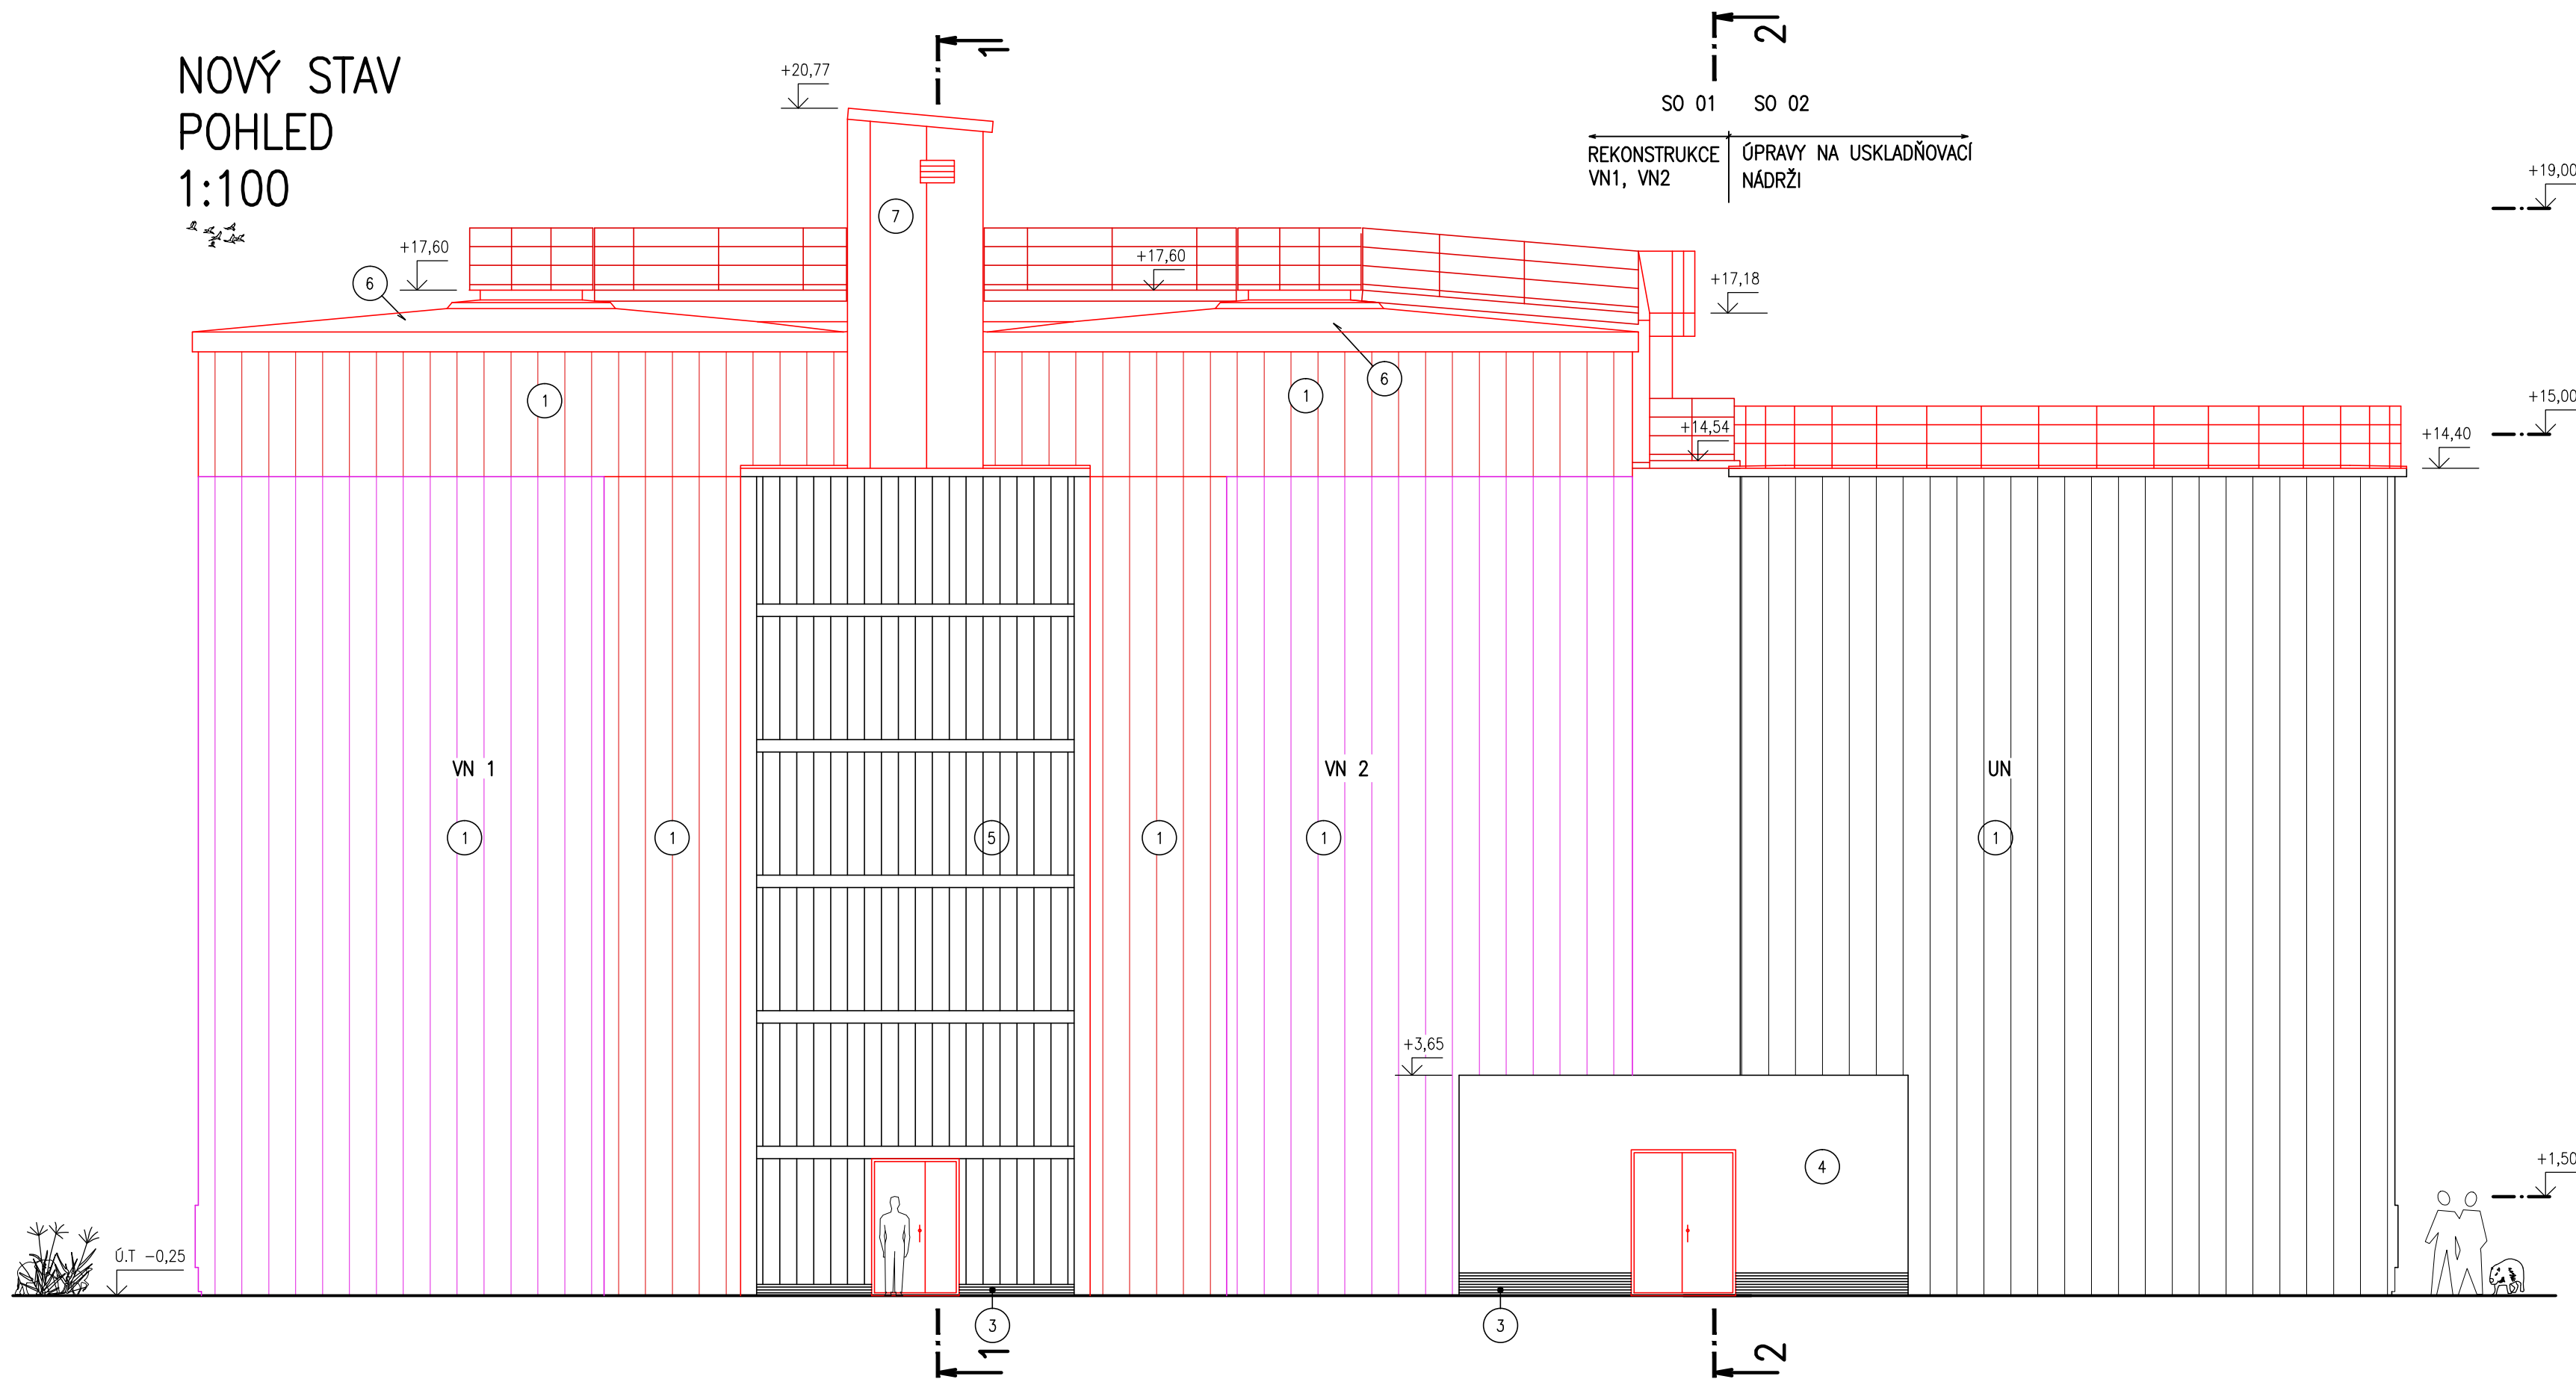 NOVÝ STAV
POHLED
1:100
1
2
+20,77
SO 01 SO 02
REKONSTRUKCE
VN1, VN2
ÚPRAVY NA USKLADŇOVACÍ
NÁDRŽI
+19,00
7
+17,60
+17,60
6
+17,18
6
1
1
+15,00
+14,54
+14,40
VN 1
VN 2
UN
1
1
5
1
1
1
+3,65
4
+1,50
Ú.T -0,25
3
3
1
2